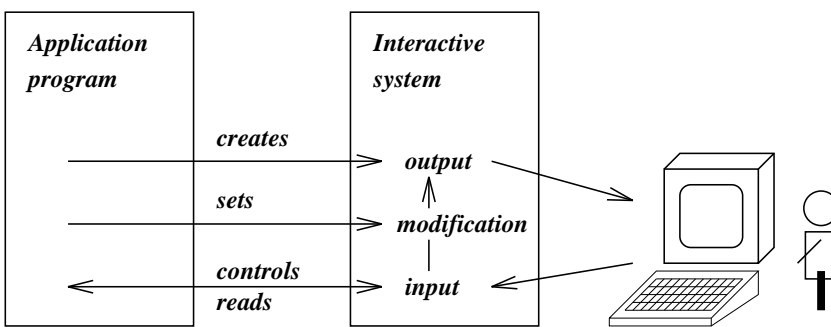 Application
program
Interactive
system
creates
output
sets
modification
controls
reads
input